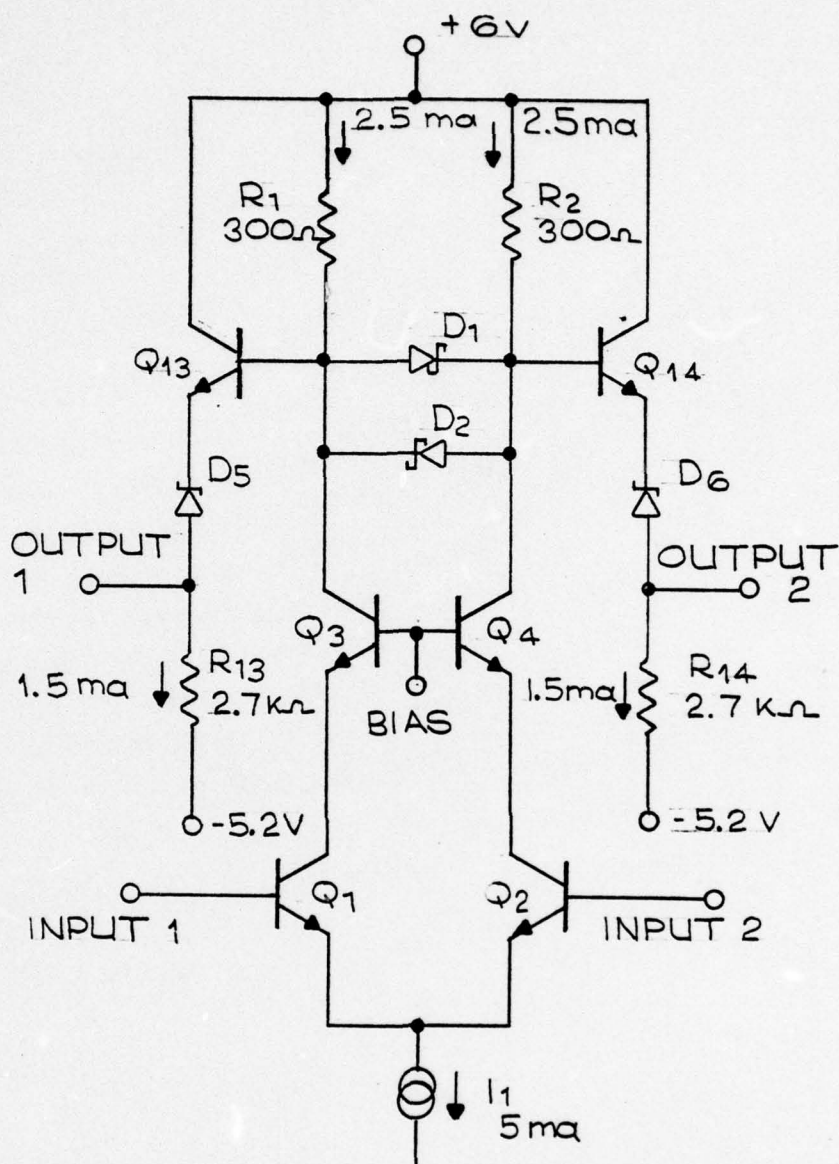 +6V
2.5 ma
2.5ma
R1
300Ω
R2
300Ω
D1
Q13
Q14
D2
D5
D6
OUTPUT
1
OUTPUT
2
Q3
Q4
R13
2.7KΩ
1.5 ma
BIAS
1.5ma
R14
2.7 KΩ
-5.2V
-5.2 V
Q1
Q2
INPUT 1
INPUT 2
I1
5 ma